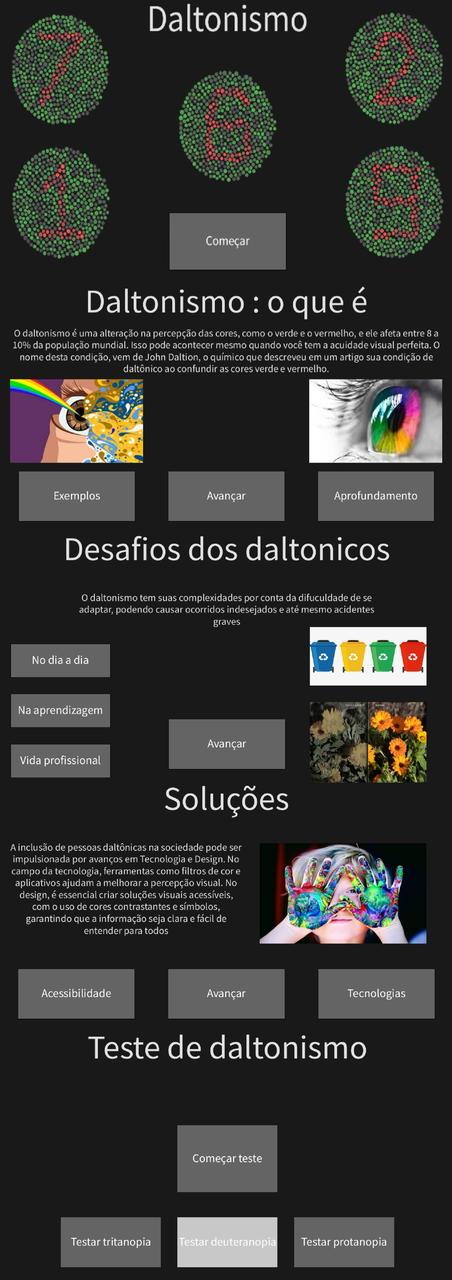 Daltonismo
7
2
6
1
9
Começar
Daltonismo : o que é
O daltonismo é uma alteração na percepção das cores, como o verde e o vermelho, e ele afeta entre 8 a
10% da população mundial. Isso pode acontecer mesmo quando você tem a acuidade visual perfeita. O
nome desta condição, vem de John Daltion, o químico que descreveu em um artigo sua condição de
daltônico ao confundir as cores verde e vermelho.
Exemplos
Avançar
Aprofundamento
Desafios dos daltonicos
O daltonismo tem suas complexidades por conta da difuculdade de se
adaptar, podendo causar ocorridos indesejados e até mesmo acidentes
graves
No dia a dia
Na aprendizagem
Avançar
Vida profissional
Soluções
A inclusão de pessoas daltônicas na sociedade pode ser
impulsionada por avanços em Tecnologia e Design. No
campo da tecnologia, ferramentas como filtros de cor e
aplicativos ajudam a melhorar a percepção visual. No
design, é essencial criar soluções visuais acessíveis,
com o uso de cores contrastantes e símbolos,
garantindo que a informação seja clara e fácil de
entender para todos
Acessibilidade
Avançar
Tecnologias
Teste de daltonismo
Começar teste
Testar tritanopia
Testar deuteranopia
Testar protanopia